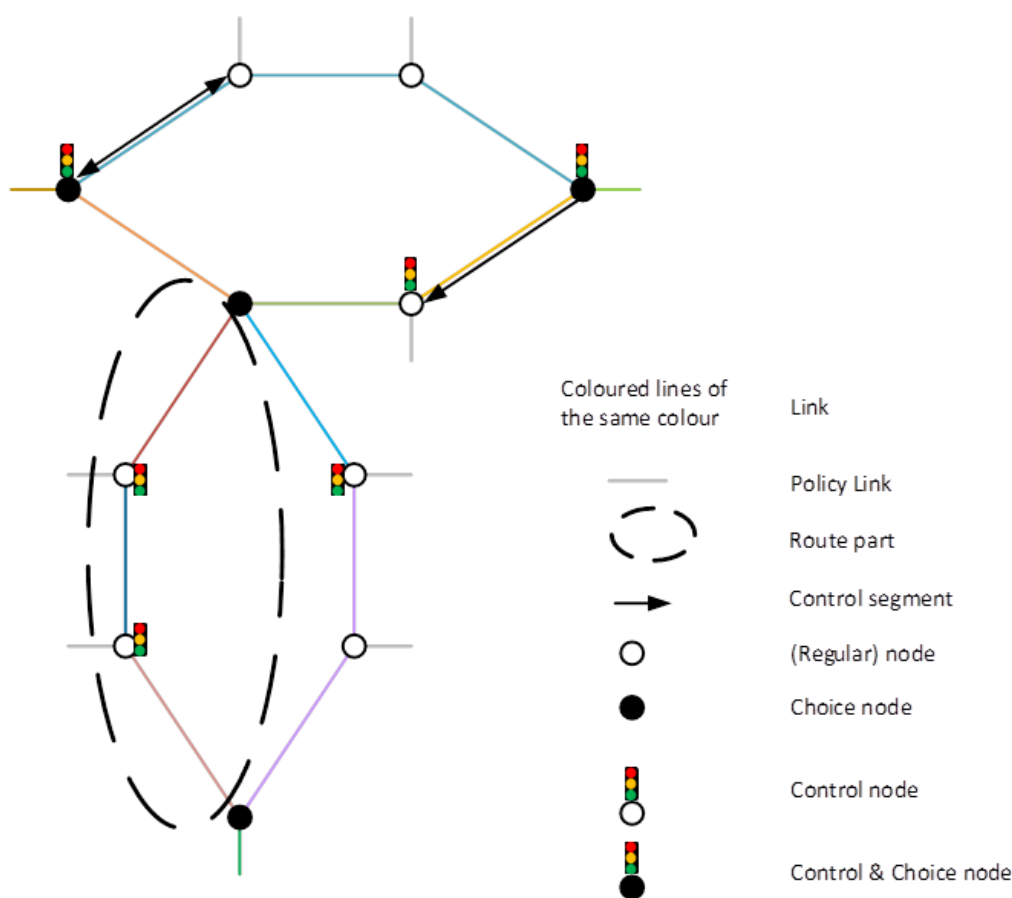 Coloured lines of
the same colour
Link
Policy Link
Route part
Control segment
(Regular) node
Choice node
Control node
Control & Choice node